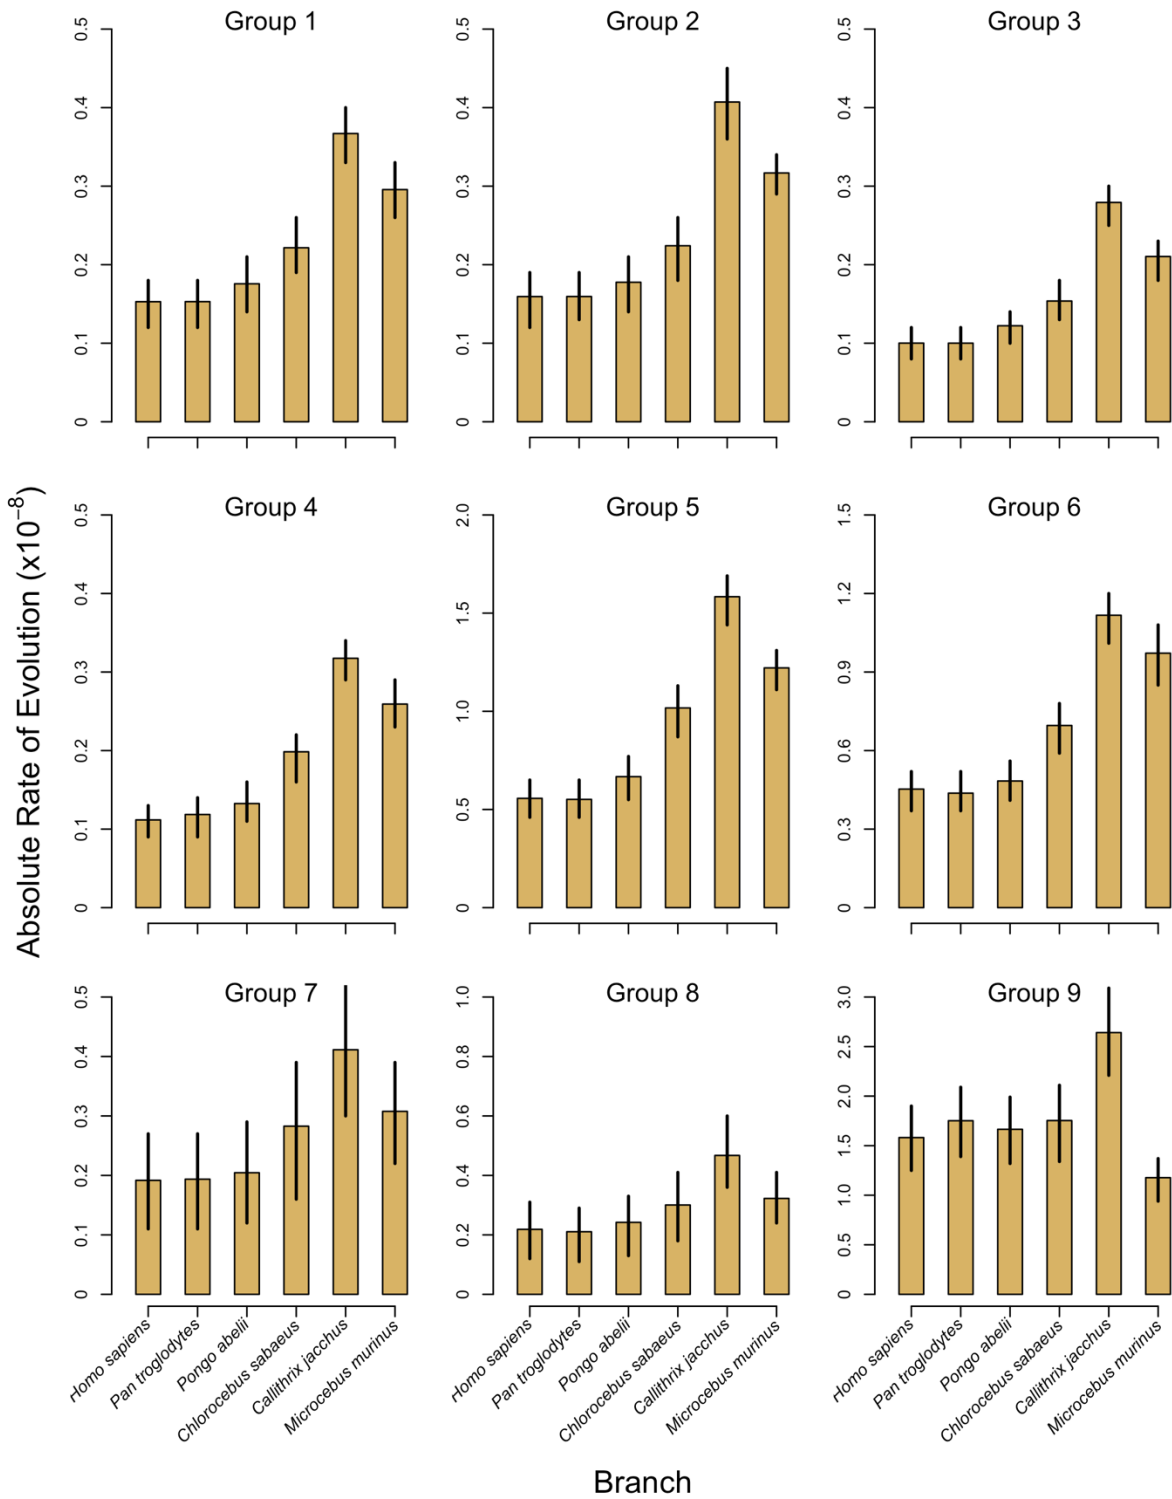 Group 1
0.5
0.4
0.3
0.2
0.1
0
Group 2
0.5
0.4
0.3
0.2
0.1
0
Group 3
0.5
0.4
0.3
0.2
0.1
0
Absolute Rate of Evolution (x10⁻⁸)
Group 4
0.5
0.4
0.3
0.2
0.1
0
Group 5
2.0
1.5
1.0
0.5
0
Group 6
1.5
1.2
0.9
0.6
0.3
0
Group 7
0.5
0.4
0.3
0.2
0.1
0
Homo sapiens
Pan troglodytes
Pongo abelii
Chlorocebus sabaeus
Callithrix jacchus
Microcebus murinus
Group 8
1.0
0.8
0.6
0.4
0.2
0
Homo sapiens
Pan troglodytes
Pongo abelii
Chlorocebus sabaeus
Callithrix jacchus
Microcebus murinus
Group 9
3.0
2.5
2.0
1.5
1.0
0.5
0
Homo sapiens
Pan troglodytes
Pongo abelii
Chlorocebus sabaeus
Callithrix jacchus
Microcebus murinus
Branch